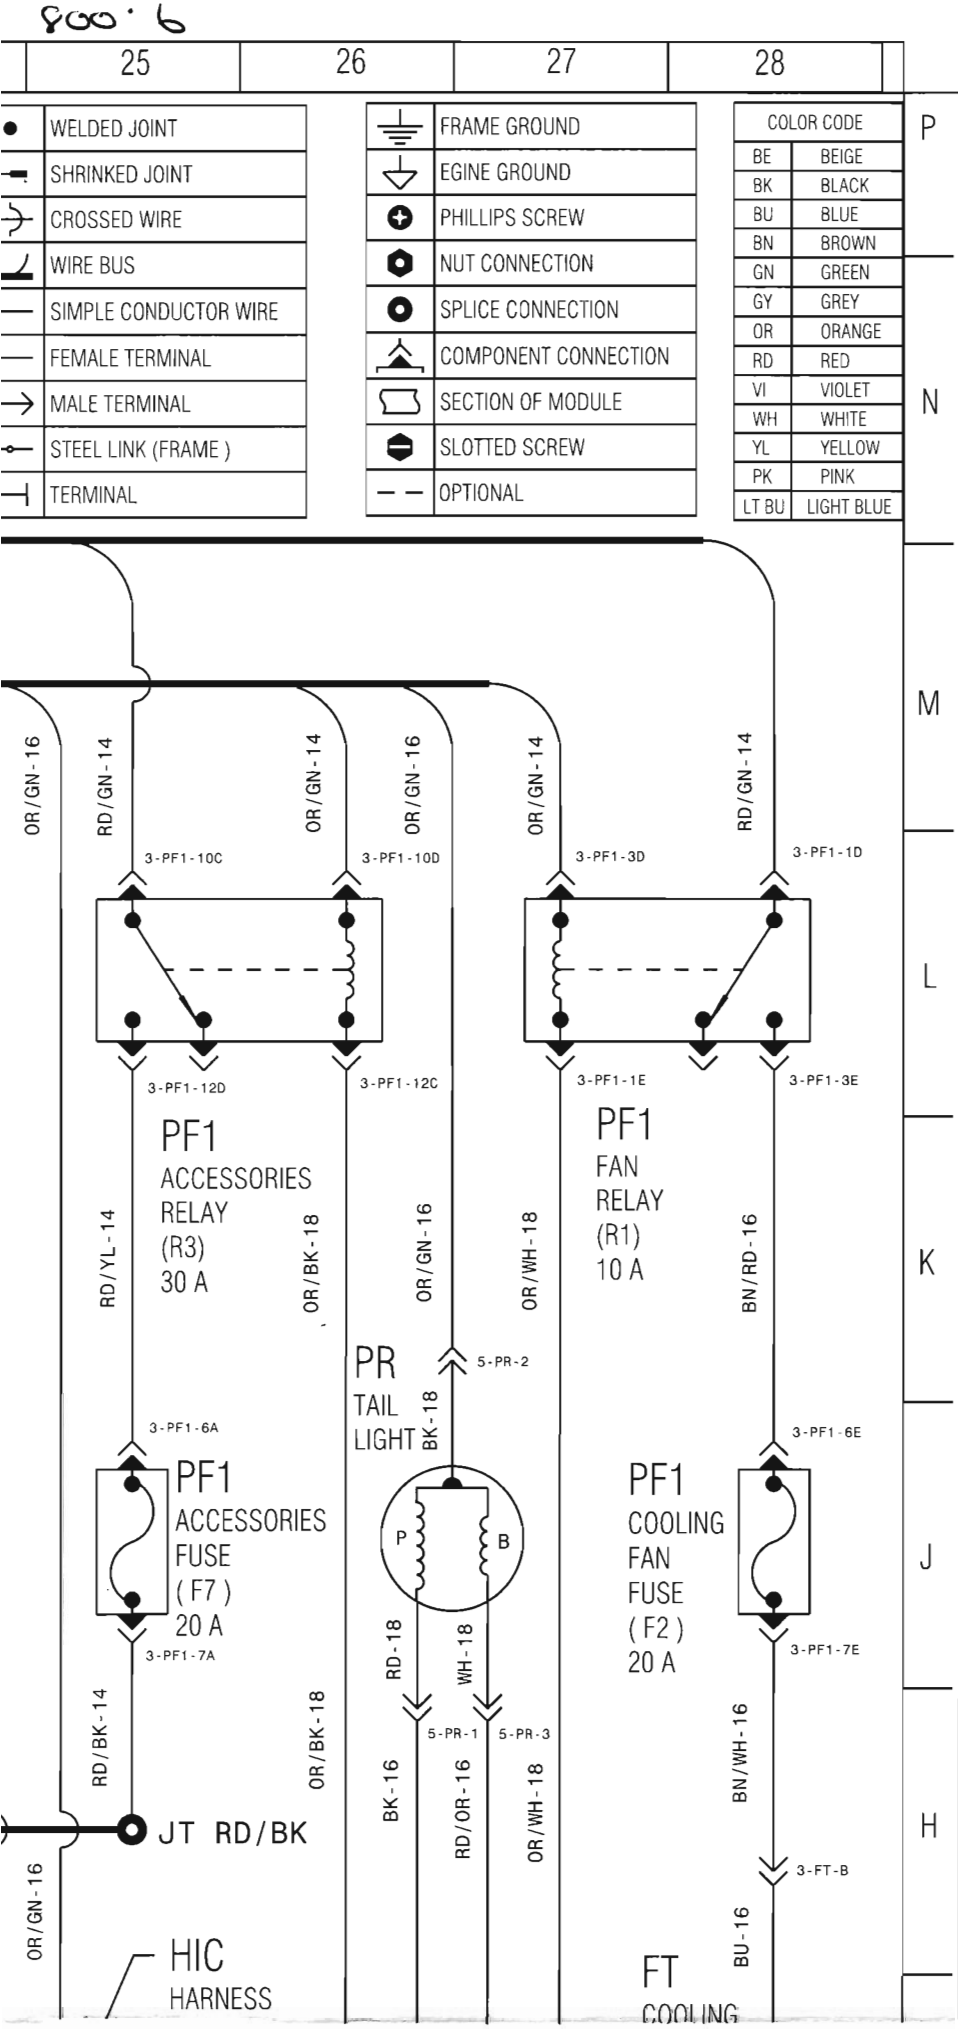 800.6
25 26 27 28
WELDED JOINT
SHRINKED JOINT
CROSSED WIRE
WIRE BUS
SIMPLE CONDUCTOR WIRE
FEMALE TERMINAL
MALE TERMINAL
STEEL LINK (FRAME )
TERMINAL
FRAME GROUND
EGINE GROUND
PHILLIPS SCREW
NUT CONNECTION
SPLICE CONNECTION
COMPONENT CONNECTION
SECTION OF MODULE
SLOTTED SCREW
OPTIONAL
COLOR CODE
BE BEIGE
BK BLACK
BU BLUE
BN BROWN
GN GREEN
GY GREY
OR ORANGE
RD RED
VI VIOLET
WH WHITE
YL YELLOW
PK PINK
LT BU LIGHT BLUE
P
N
M
OR/GN-16
RD/GN-14
OR/GN-14
OR/GN-16
OR/GN-14
RD/GN-14
3-PF1-10C
3-PF1-10D
3-PF1-3D
3-PF1-1D
L
3-PF1-12D
3-PF1-12C
3-PF1-1E
3-PF1-3E
PF1
ACCESSORIES
RELAY
(R3)
30 A
PF1
FAN
RELAY
(R1)
10 A
RD/YL-14
OR/BK-18
OR/GN-16
OR/WH-18
BN/RD-16
K
PR
TAIL
LIGHT
5-PR-2
BK-18
3-PF1-6A
3-PF1-6E
PF1
ACCESSORIES
FUSE
( F7 )
20 A
P
B
PF1
COOLING
FAN
FUSE
( F2 )
20 A
J
3-PF1-7A
3-PF1-7E
RD-18
WH-18
RD/BK-14
OR/BK-18
5-PR-1
5-PR-3
BK-16
RD/OR-16
OR/WH-18
BN/WH-16
JT RD/BK
H
3-FT-B
OR/GN-16
BU-16
HIC
HARNESS
FT
COOLING